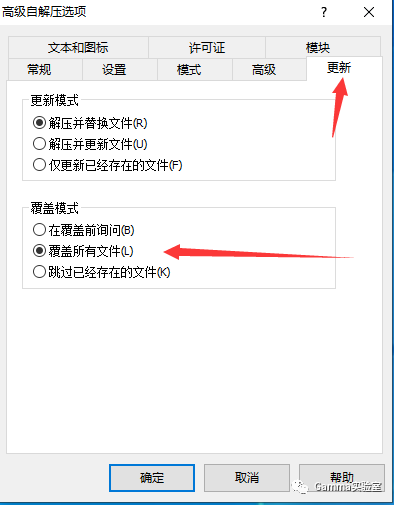 高级自解压选项
?
文本和图标 许可证 模块
常规 设置 模式 高级 更新
更新模式
解压并替换文件(R)
解压并更新文件(U)
仅更新已经存在的文件(F)
覆盖模式
在覆盖前询问(B)
覆盖所有文件(L)
跳过已经存在的文件(K)
确定 取消 帮助
Gamma实验室